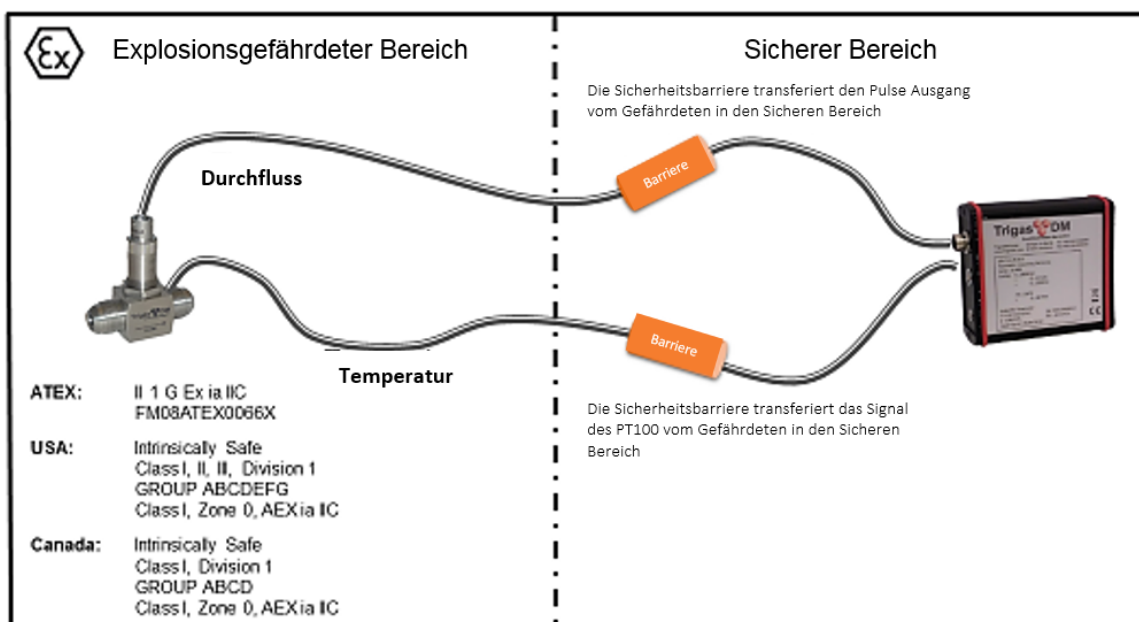 Ex
Explosionsgefährdeter Bereich
Sicherer Bereich
Die Sicherheitsbarriere transferiert den Pulse Ausgang
vom Gefährdeten in den Sicheren Bereich
Barriere
Durchfluss
Trigas DM
Barriere
Temperatur
Die Sicherheitsbarriere transferiert das Signal
des PT100 vom Gefährdeten in den Sicheren
Bereich
ATEX: II 1 G Ex ia IIC
FM08ATEX0066X
USA: Intrinsically Safe
Class I, II, III, Division 1
GROUP ABCDEFG
Class I, Zone 0, AEX ia IIC
Canada: Intrinsically Safe
Class I, Division 1
GROUP ABCD
Class I, Zone 0, AEX ia IIC